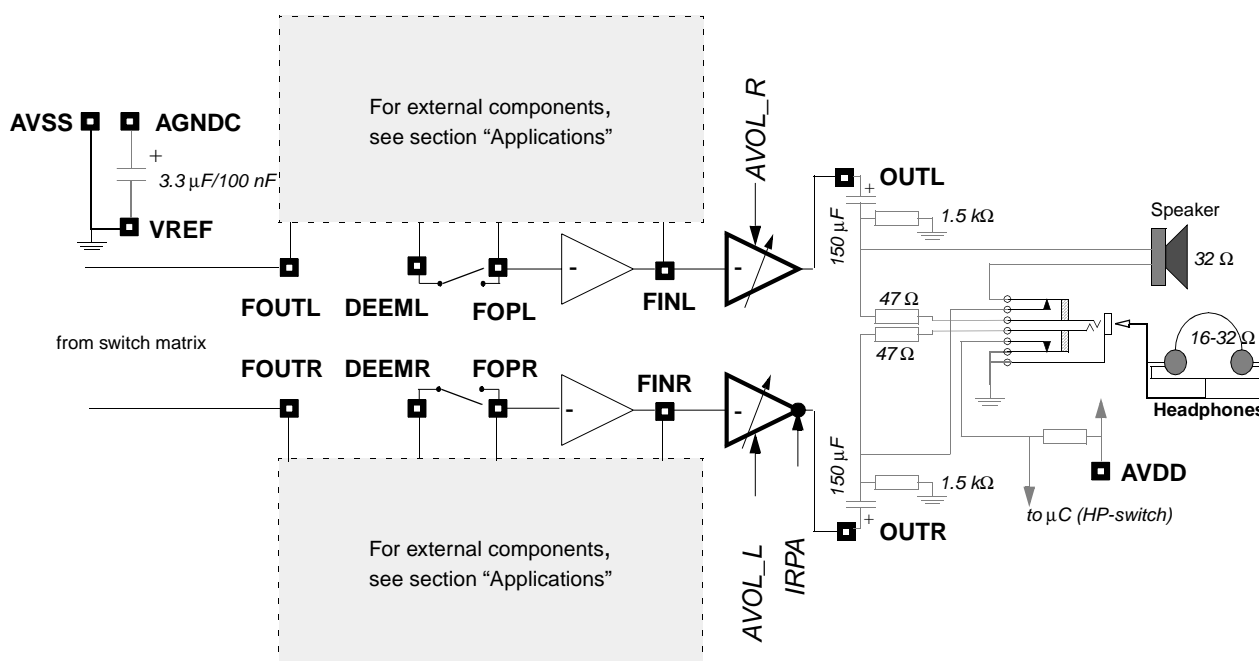 For external components,
see section “Applications”
AVSS
AGNDC
+
3.3 µF/100 nF
VREF
AVOL_R
OUTL
+
1.5 kΩ
150 µF
Speaker
32 Ω
FOUTL
DEEML
FOPL
-
FINL
-
47 Ω
47 Ω
from switch matrix
16-32 Ω
Headphones
FOUTR
DEEMR
FOPR
-
FINR
-
150 µF
1.5 kΩ
+
OUTR
AVDD
to µC (HP-switch)
AVOL_L
IRPA
For external components,
see section “Applications”